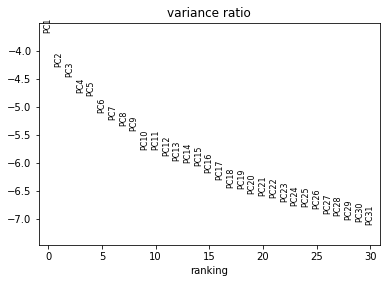 variance ratio
−4.0
−4.5
−5.0
−5.5
−6.0
−6.5
−7.0
PC1
PC2
PC3
PC4
PC5
PC6
PC7
PC8
PC9
PC10
PC11
PC12
PC13
PC14
PC15
PC16
PC17
PC18
PC19
PC20
PC21
PC22
PC23
PC24
PC25
PC26
PC27
PC28
PC29
PC30
PC31
0 5 10 15 20 25 30
ranking